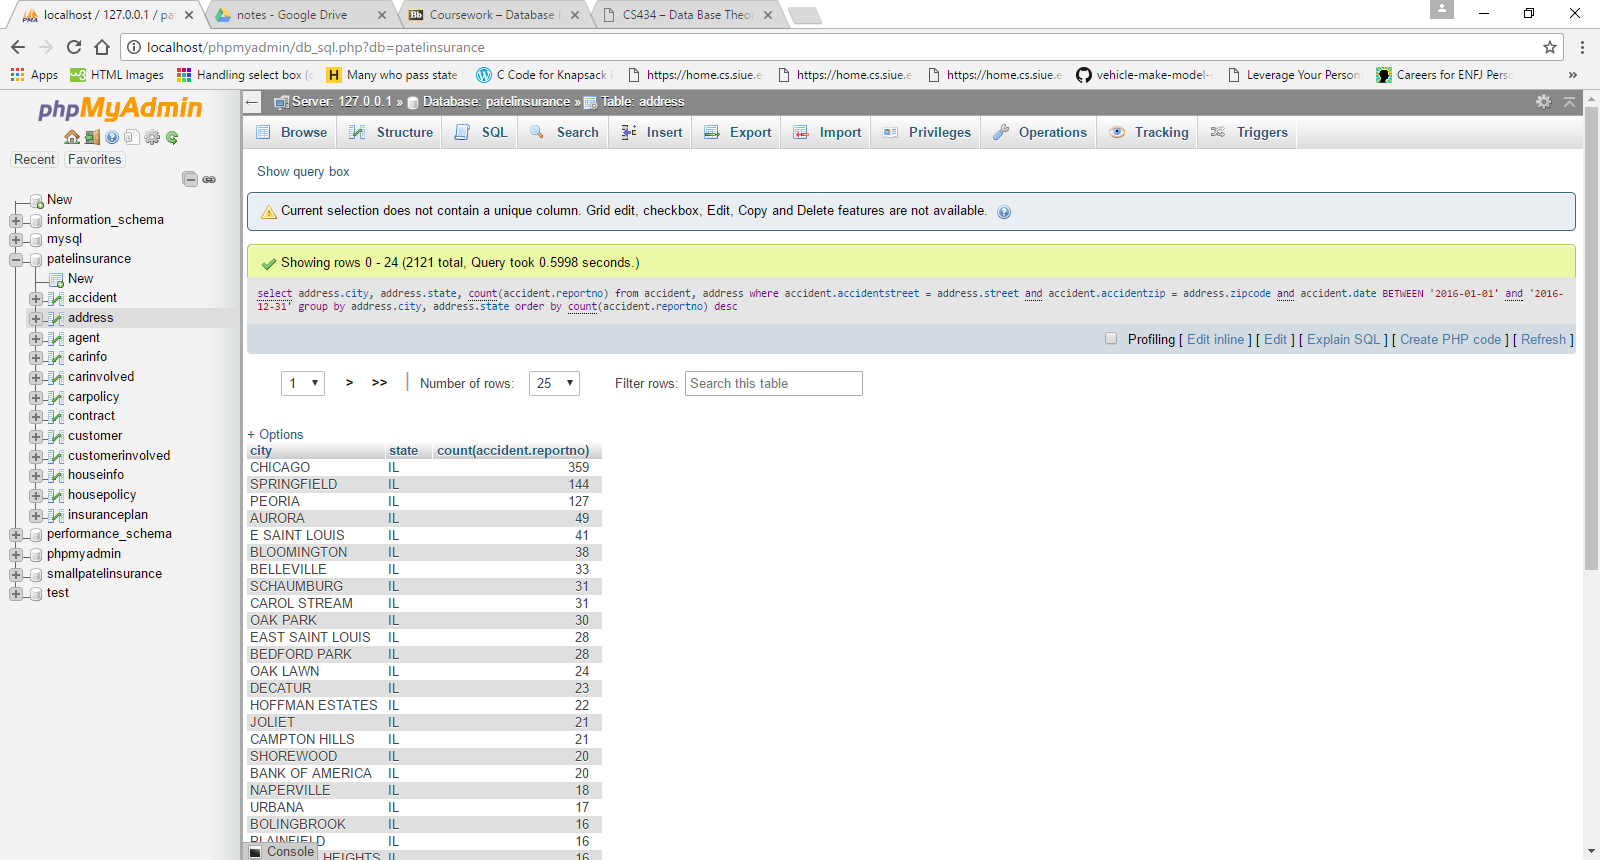 localhost / 127.0.0.1 / pat
notes - Google Drive
Coursework – Database
CS434 – Data Base Theor
localhost/phpmyadmin/db_sql.php?db=patelinsurance
Apps
HTML Images
Handling select box (c
Many who pass state
C Code for Knapsack
https://home.cs.siue.e
https://home.cs.siue.e
https://home.cs.siue.e
vehicle-make-model-
Leverage Your Persona
Careers for ENFJ Perso
»
phpMyAdmin
Recent
Favorites
New
information_schema
mysql
patelinsurance
New
accident
address
agent
carinfo
carinvolved
carpolicy
contract
customer
customerinvolved
houseinfo
housepolicy
insuranceplan
performance_schema
phpmyadmin
smallpatelinsurance
test
Server: 127.0.0.1 » Database: patelinsurance » Table: address
Browse
Structure
SQL
Search
Insert
Export
Import
Privileges
Operations
Tracking
Triggers
Show query box
Current selection does not contain a unique column. Grid edit, checkbox, Edit, Copy and Delete features are not available.
Showing rows 0 - 24 (2121 total, Query took 0.5998 seconds.)
select address.city, address.state, count(accident.reportno) from accident, address where accident.accidentstreet = address.street and accident.accidentzip = address.zipcode and accident.date BETWEEN '2016-01-01' and '2016-
12-31' group by address.city, address.state order by count(accident.reportno) desc
Profiling [ Edit inline ] [ Edit ] [ Explain SQL ] [ Create PHP code ] [ Refresh ]
1 > >> | Number of rows: 25 Filter rows: Search this table
+ Options
city state count(accident.reportno)
CHICAGO IL 359
SPRINGFIELD IL 144
PEORIA IL 127
AURORA IL 49
E SAINT LOUIS IL 41
BLOOMINGTON IL 38
BELLEVILLE IL 33
SCHAUMBURG IL 31
CAROL STREAM IL 31
OAK PARK IL 30
EAST SAINT LOUIS IL 28
BEDFORD PARK IL 28
OAK LAWN IL 24
DECATUR IL 23
HOFFMAN ESTATES IL 22
JOLIET IL 21
CAMPTON HILLS IL 21
SHOREWOOD IL 20
BANK OF AMERICA IL 20
NAPERVILLE IL 18
URBANA IL 17
BOLINGBROOK IL 16
PLAINFIELD IL 16
HEIGHTS IL 16
Console